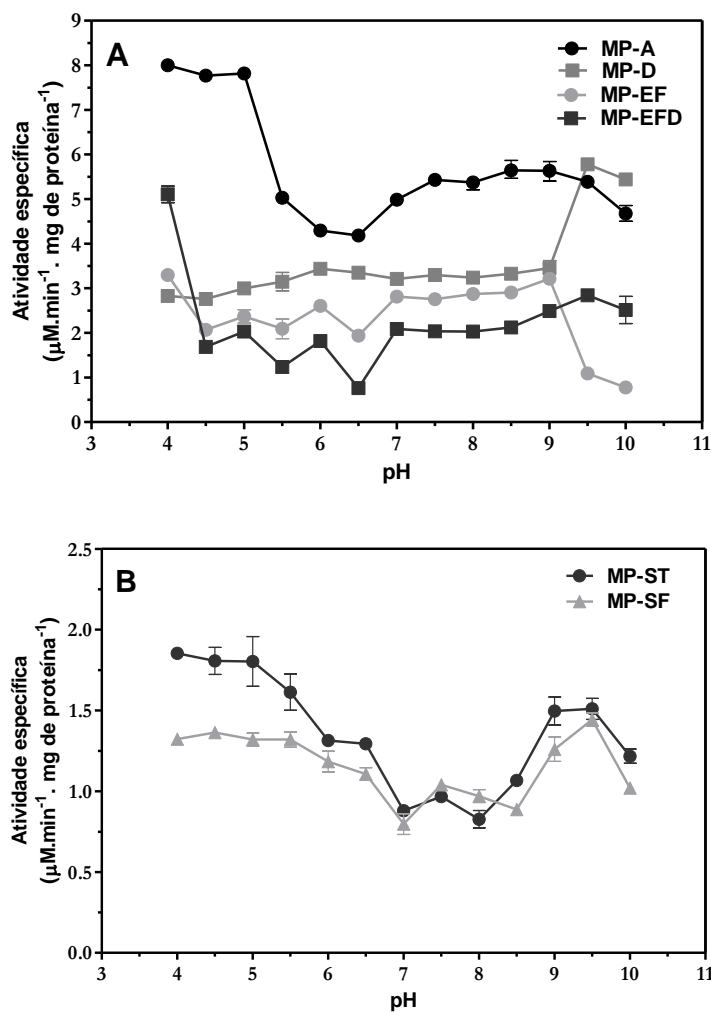 A
MP-A
MP-D
MP-EF
MP-EFD
Atividade específica
(μM.min⁻¹. mg de proteína⁻¹)
9
8
7
6
5
4
3
2
1
0
3 4 5 6 7 8 9 10 11
pH
B
MP-ST
MP-SF
Atividade específica
(μM.min⁻¹. mg de proteína⁻¹)
2.5
2.0
1.5
1.0
0.5
0.0
3 4 5 6 7 8 9 10 11
pH